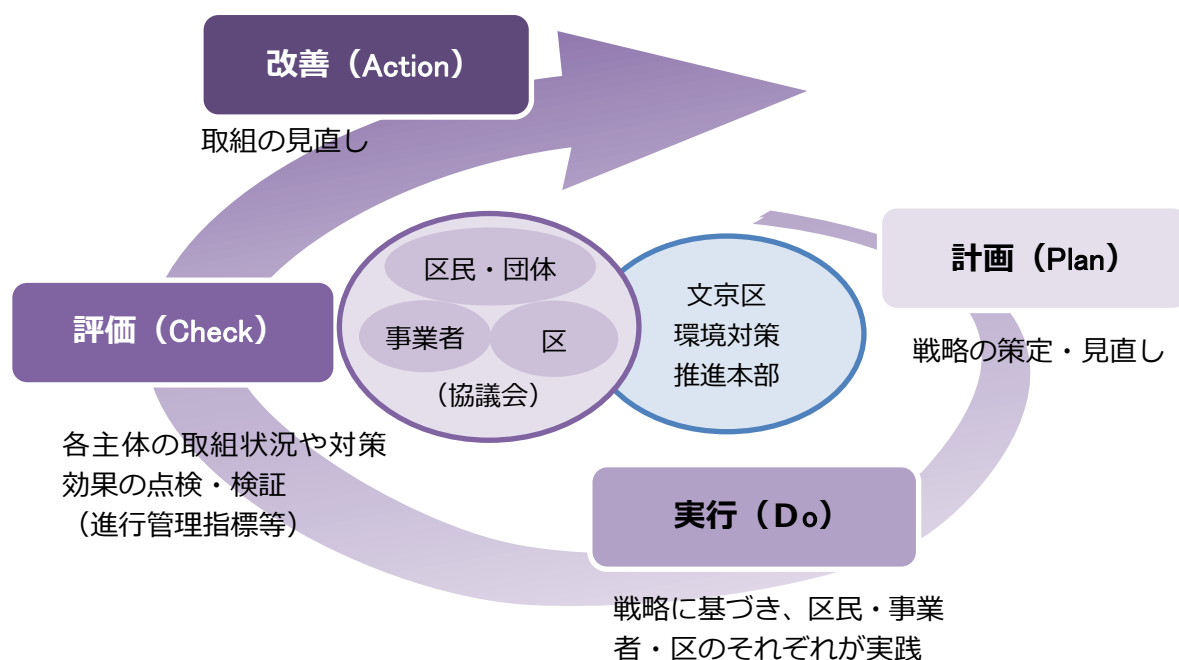 改善（Action）
取組の見直し
計画（Plan）
戦略の策定・見直し
区民・団体
事業者
区
（協議会）
文京区
環境対策
推進本部
評価（Check）
各主体の取組状況や対策
効果の点検・検証
（進行管理指標等）
実行（Ｄo）
戦略に基づき、区民・事業
者・区のそれぞれが実践